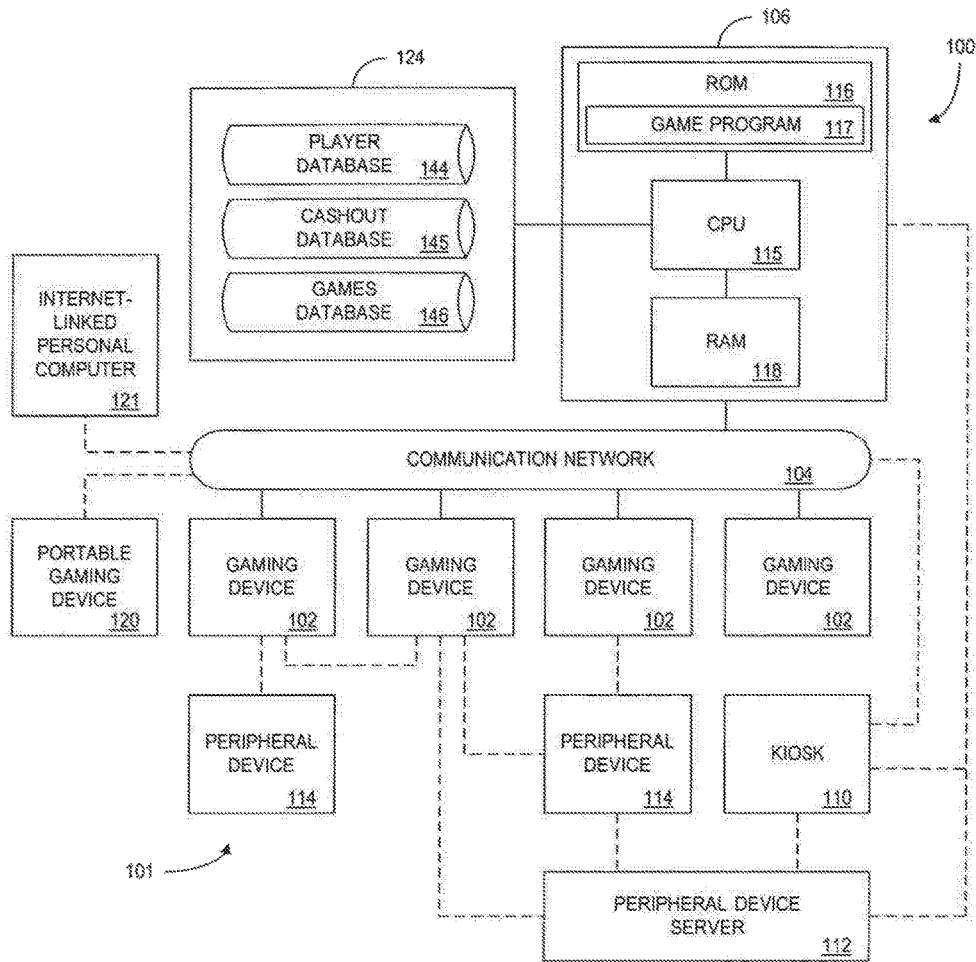 106
100
124
ROM
116
GAME PROGRAM 117
PLAYER
DATABASE 144
CASHOUT
DATABASE 145
GAMES
DATABASE 146
CPU
115
RAM
118
INTERNET-
LINKED
PERSONAL
COMPUTER
121
COMMUNICATION NETWORK
104
PORTABLE
GAMING
DEVICE
120
GAMING
DEVICE
102
GAMING
DEVICE
102
GAMING
DEVICE
102
GAMING
DEVICE
102
PERIPHERAL
DEVICE
114
PERIPHERAL
DEVICE
114
KIOSK
110
101
PERIPHERAL DEVICE
SERVER
112